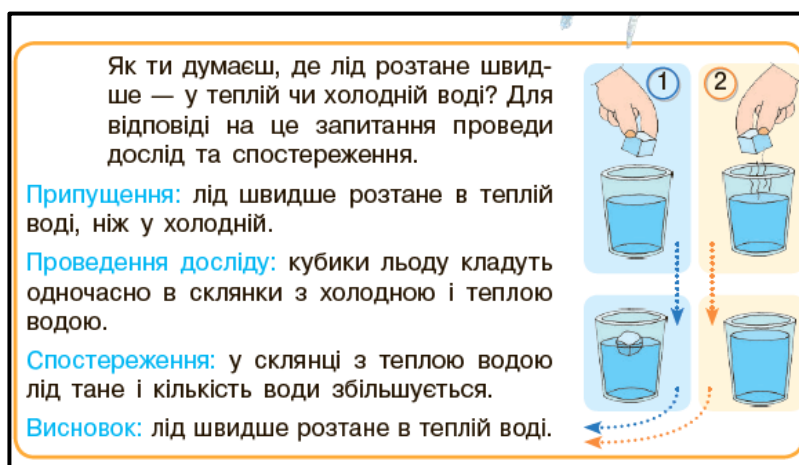 Як ти думаєш, де лід розтане швид-
ше — у теплій чи холодній воді? Для
відповіді на це запитання проведи
дослід та спостереження.
Припущення: лід швидше розтане в теплій
воді, ніж у холодній.
Проведення досліду: кубики льоду кладуть
одночасно в склянки з холодною і теплою
водою.
Спостереження: у склянці з теплою водою
лід тане і кількість води збільшується.
Висновок: лід швидше розтане в теплій воді.
1 2